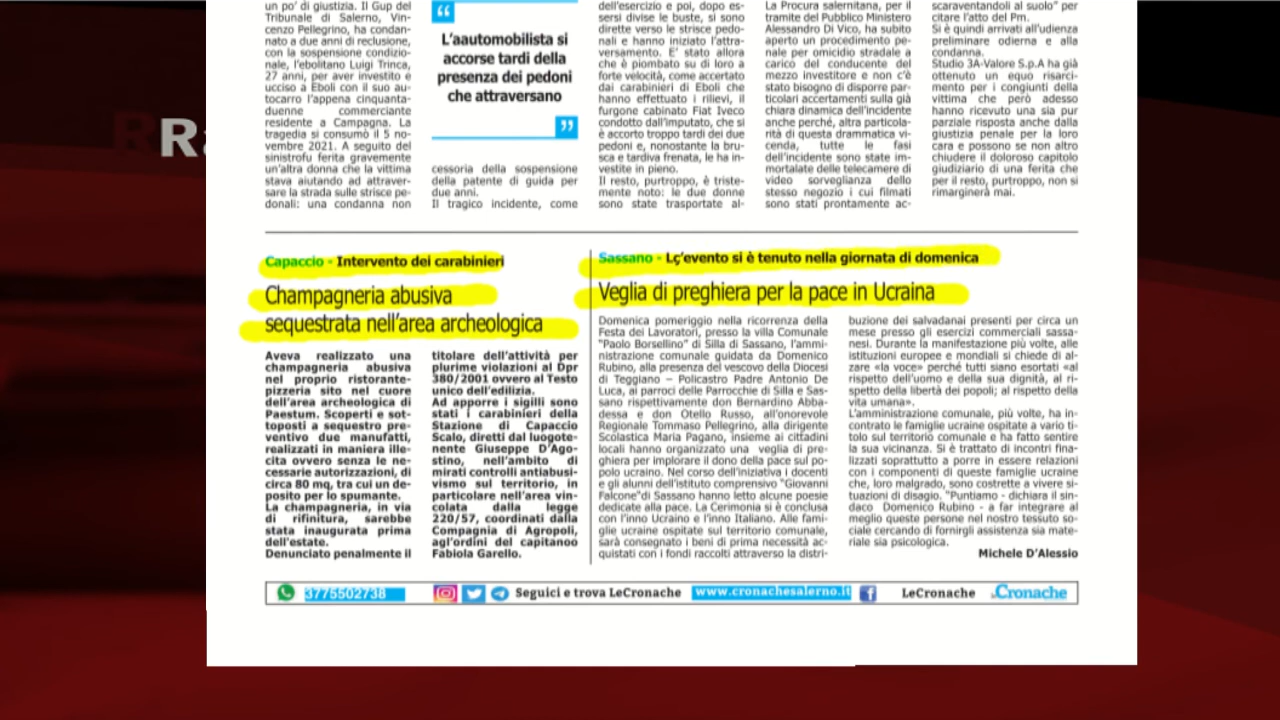 Ra
un po' di giustizia. Il Gup del
Tribunale di Salerno, Vin-
cenzo Pellegrino, ha condan-
nato a due anni di reclusione,
con la sospensione condizio-
nale, l'ebolitano Luigi Trinca,
27 anni, per aver investito e
ucciso a Eboli con il suo au-
tocarro l'appena cinquanta-
duenne commerciante
residente a Campagna. La
tragedia si consumò il 5 no-
vembre 2021. A seguito del
sinistrofu ferita gravemente
un'altra donna che la vittima
stava aiutando ad attraver-
sare la strada sulle strisce pe-
donali: una condanna non
“
L'aautomobilista si
accorse tardi della
presenza dei pedoni
che attraversano
”
cessoria della sospensione
della patente di guida per
due anni.
Il tragico incidente, come
dell'esercizio e poi, dopo es-
sersi divise le buste, si sono
dirette verso le strisce pedo-
nali e hanno iniziato l'attra-
versamento. E' stato allora
che è piombato su di loro a
forte velocità, come accertato
dai carabinieri di Eboli che
hanno effettuato i rilievi, il
furgone cabinato Fiat Iveco
condotto dall'imputato, che si
è accorto troppo tardi dei due
pedoni e, nonostante la bru-
sca e tardiva frenata, le ha in-
vestite in pieno.
Il resto, purtroppo, è triste-
mente noto: le due donne
sono state trasportate al-
La Procura salernitana, per il
tramite del Pubblico Ministero
Alessandro Di Vico, ha subito
aperto un procedimento pe-
nale per omicidio stradale a
carico del conducente del
mezzo investitore e non c'è
stato bisogno di disporre par-
ticolari accertamenti sulla già
chiara dinamica dell'incidente
anche perché, altra particola-
rità di questa drammatica vi-
cenda, tutte le fasi
dell'incidente sono state im-
mortalate delle telecamere di
video sorveglianza dello
stesso negozio i cui filmati
sono stati prontamente ac-
scaraventandoli al suolo" per
citare l'atto del Pm.
Si è quindi arrivati all'udienza
preliminare odierna e alla
condanna.
Studio 3A-Valore S.p.A ha già
ottenuto un equo risarci-
mento per i congiunti della
vittima che però adesso
hanno ricevuto una sia pur
parziale risposta anche dalla
giustizia penale per la loro
cara e possono se non altro
chiudere il doloroso capitolo
giudiziario di una ferita che
per il resto, purtroppo, non si
rimarginerà mai.
Capaccio - Intervento dei carabinieri
Champagneria abusiva
sequestrata nell'area archeologica
Aveva realizzato una
champagneria abusiva
nel proprio ristorante-
pizzeria sito nel cuore
dell'area archeologica di
Paestum. Scoperti e sot-
toposti a sequestro pre-
ventivo due manufatti,
realizzati in maniera ille-
cita ovvero senza le ne-
cessarie autorizzazioni, di
circa 80 mq, tra cui un de-
posito per lo spumante.
La champagneria, in via
di rifinitura, sarebbe
stata inaugurata prima
dell'estate.
Denunciato penalmente il
titolare dell'attività per
plurime violazioni al Dpr
380/2001 ovvero al Testo
unico dell'edilizia.
Ad apporre i sigilli sono
stati i carabinieri della
Stazione di Capaccio
Scalo, diretti dal luogote-
nente Giuseppe D'Ago-
stino, nell'ambito di
mirati controlli antiabusi-
vismo sul territorio, in
particolare nell'area vin-
colata dalla legge
220/57, coordinati dalla
Compagnia di Agropoli,
agl'ordini del capitanoo
Fabiola Garello.
Sassano - Lç'evento si è tenuto nella giornata di domenica
Veglia di preghiera per la pace in Ucraina
Domenica pomeriggio nella ricorrenza della
Festa dei Lavoratori, presso la villa Comunale
"Paolo Borsellino" di Silla di Sassano, l'ammi-
nistrazione comunale guidata da Domenico
Rubino, alla presenza del vescovo della Diocesi
di Teggiano – Policastro Padre Antonio De
Luca, ai parroci delle Parrocchie di Silla e Sas-
sano rispettivamente don Bernardino Abba-
dessa e don Otello Russo, all'onorevole
Regionale Tommaso Pellegrino, alla dirigente
Scolastica Maria Pagano, insieme ai cittadini
locali hanno organizzato una veglia di pre-
ghiera per implorare il dono della pace sul po-
polo ucraino. Nel corso dell'iniziativa i docenti
e gli alunni dell'istituto comprensivo "Giovanni
Falcone"di Sassano hanno letto alcune poesie
dedicate alla pace. La Cerimonia si è conclusa
con l'inno Ucraino e l'inno Italiano. Alle fami-
glie ucraine ospitate sul territorio comunale,
sarà consegnato i beni di prima necessità ac-
quistati con i fondi raccolti attraverso la distri-
buzione dei salvadanai presenti per circa un
mese presso gli esercizi commerciali sassa-
nesi. Durante la manifestazione più volte, alle
istituzioni europee e mondiali si chiede di al-
zare «la voce» perché tutti siano esortati «al
rispetto dell'uomo e della sua dignità, al ri-
spetto della libertà dei popoli; al rispetto della
vita umana».
L'amministrazione comunale, più volte, ha in-
contrato le famiglie ucraine ospitate a vario ti-
tolo sul territorio comunale e ha fatto sentire
la sua vicinanza. Si è trattato di incontri fina-
lizzati soprattutto a porre in essere relazioni
con i componenti di queste famiglie ucraine
che, loro malgrado, sono costrette a vivere si-
tuazioni di disagio. "Puntiamo - dichiara il sin-
daco Domenico Rubino - a far integrare al
meglio queste persone nel nostro tessuto so-
ciale cercando di fornirgli assistenza sia mate-
riale sia psicologica.
Michele D'Alessio
3775502738 Seguici e trova LeCronache www.cronachesalerno.it LeCronache leCronache